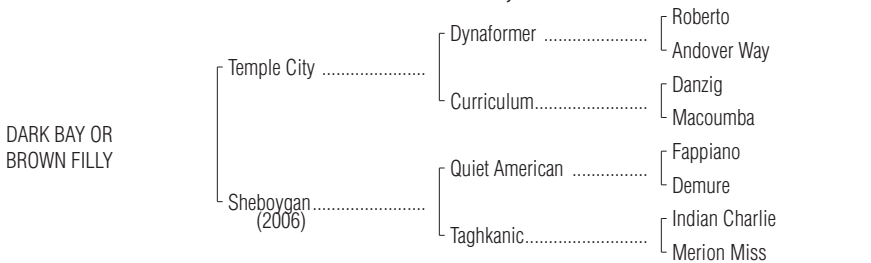 Roberto
Dynaformer ......................
Andover Way
Temple City ......................
Danzig
Curriculum........................
Macoumba
DARK BAY OR
BROWN FILLY
Fappiano
Quiet American ................
Demure
Sheboygan........................
(2006)
Indian Charlie
Taghkanic..........................
Merion Miss